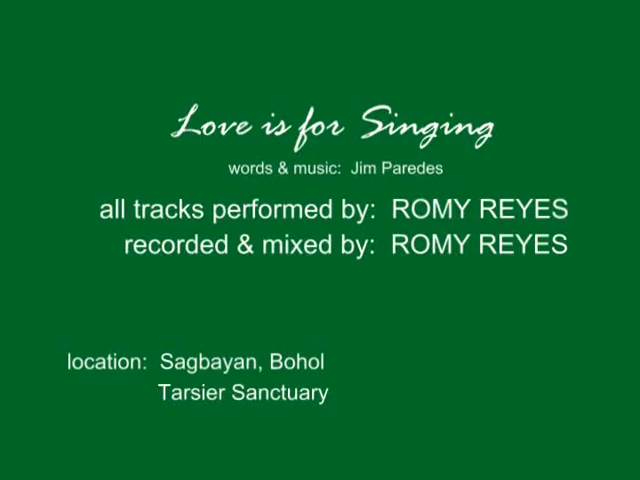 Love is for Singing
words & music: Jim Paredes
all tracks performed by: ROMY REYES
recorded & mixed by: ROMY REYES
location: Sagbayan, Bohol
Tarsier Sanctuary